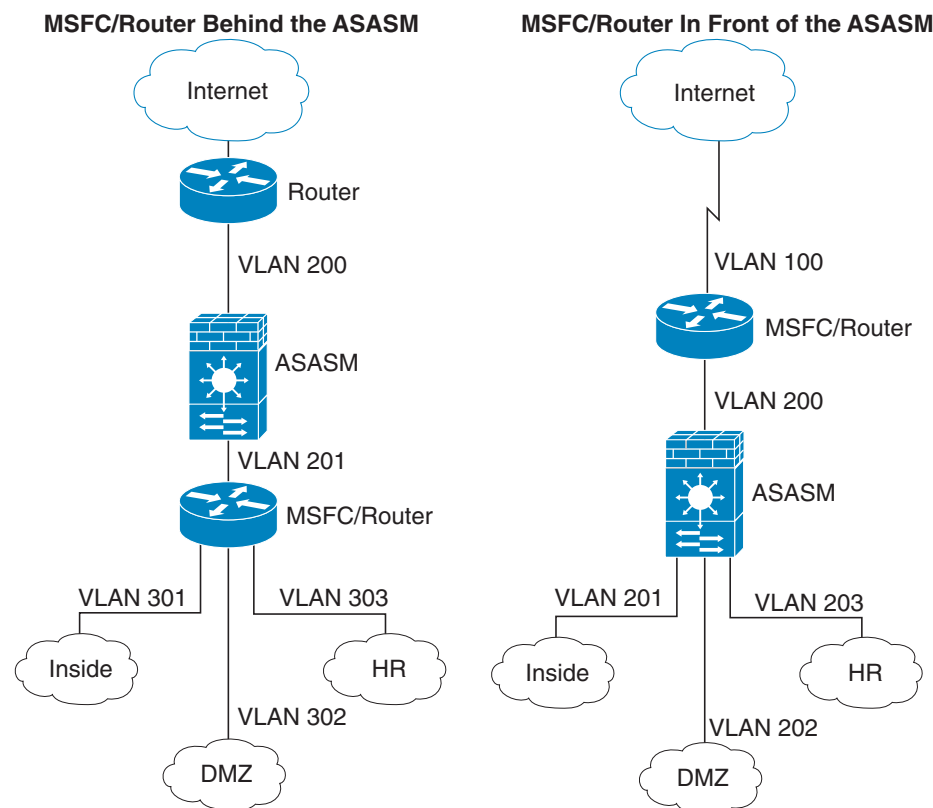 MSFC/Router Behind the ASASM
Internet
Router
VLAN 200
ASASM
VLAN 201
MSFC/Router
VLAN 301
VLAN 303
Inside
HR
VLAN 302
DMZ
MSFC/Router In Front of the ASASM
Internet
VLAN 100
MSFC/Router
VLAN 200
ASASM
VLAN 201
VLAN 203
Inside
HR
VLAN 202
DMZ